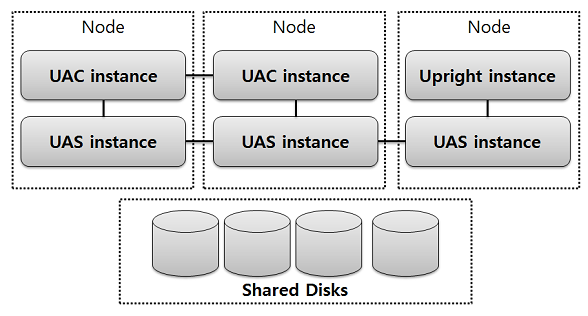 Node
Node
Node
UAC instance
UAC instance
Upright instance
UAS instance
UAS instance
UAS instance
Shared Disks